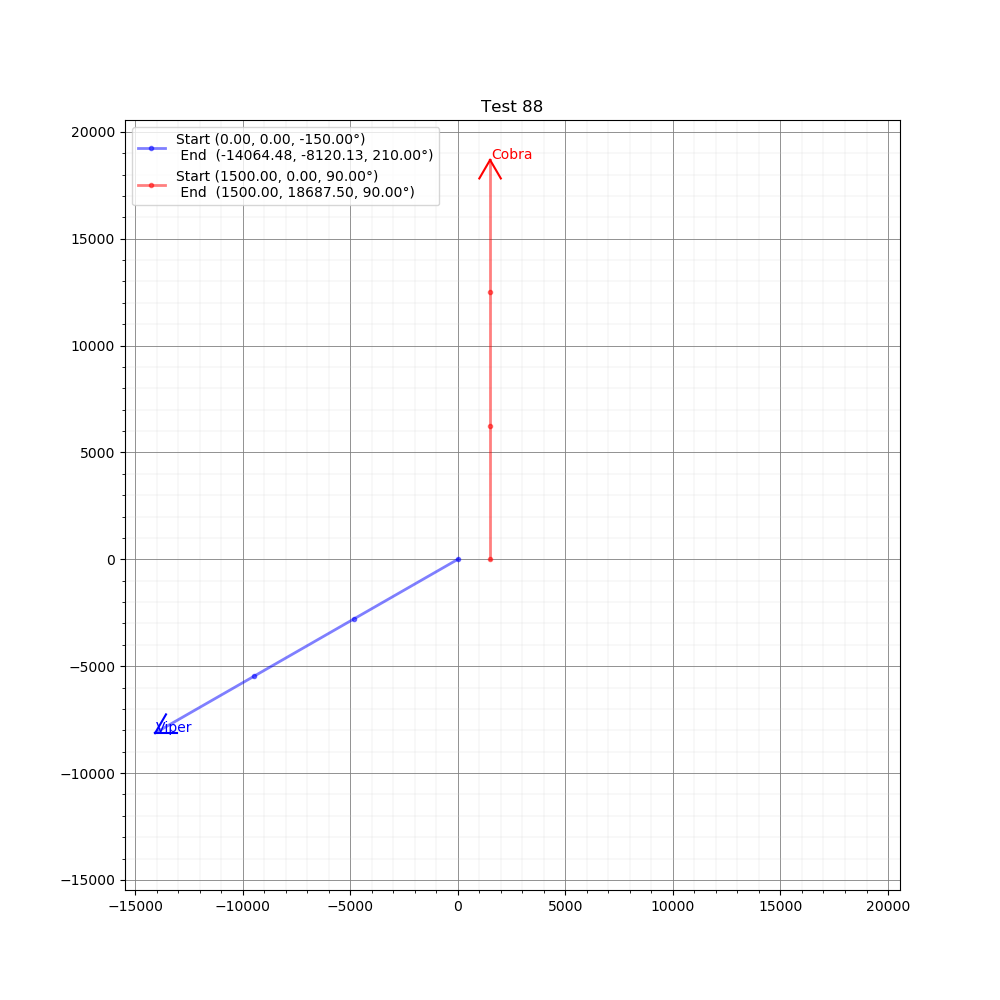 Test 88
Start (0.00, 0.00, -150.00°)
End (-14064.48, -8120.13, 210.00°)
Start (1500.00, 0.00, 90.00°)
End (1500.00, 18687.50, 90.00°)
Cobra
Viper
20000
15000
10000
5000
0
−5000
−10000
−15000
−15000 −10000 −5000 0 5000 10000 15000 20000